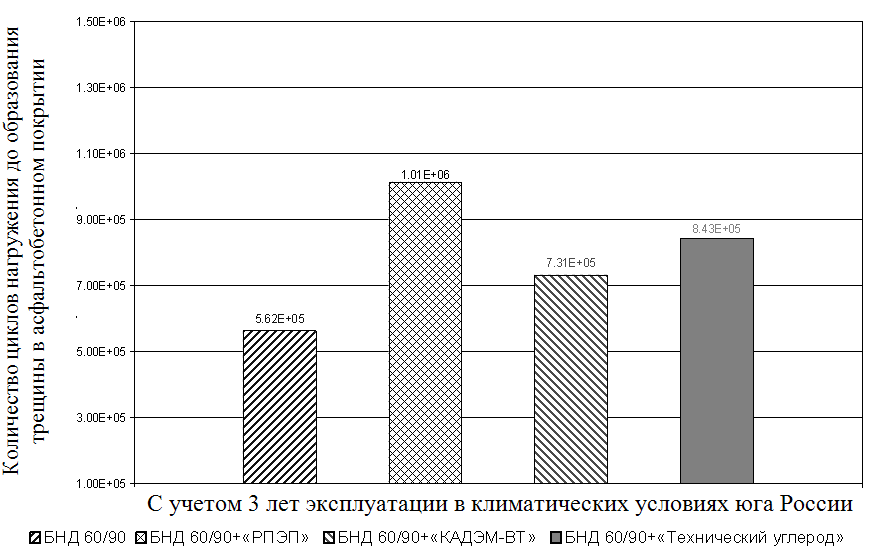 Количество циклов нагружения до образования
трещины в асфальтобетонном покрытии
1.50E+06
1.30E+06
1.10E+06
9.00E+05
7.00E+05
5.00E+05
3.00E+05
1.00E+05
5.62E+05
1.01E+06
7.31E+05
8.43E+05
С учетом 3 лет эксплуатации в климатических условиях юга России
БНД 60/90 БНД 60/90+«РПЭП» БНД 60/90+«КАДЭМ-ВТ» БНД 60/90+«Технический углерод»